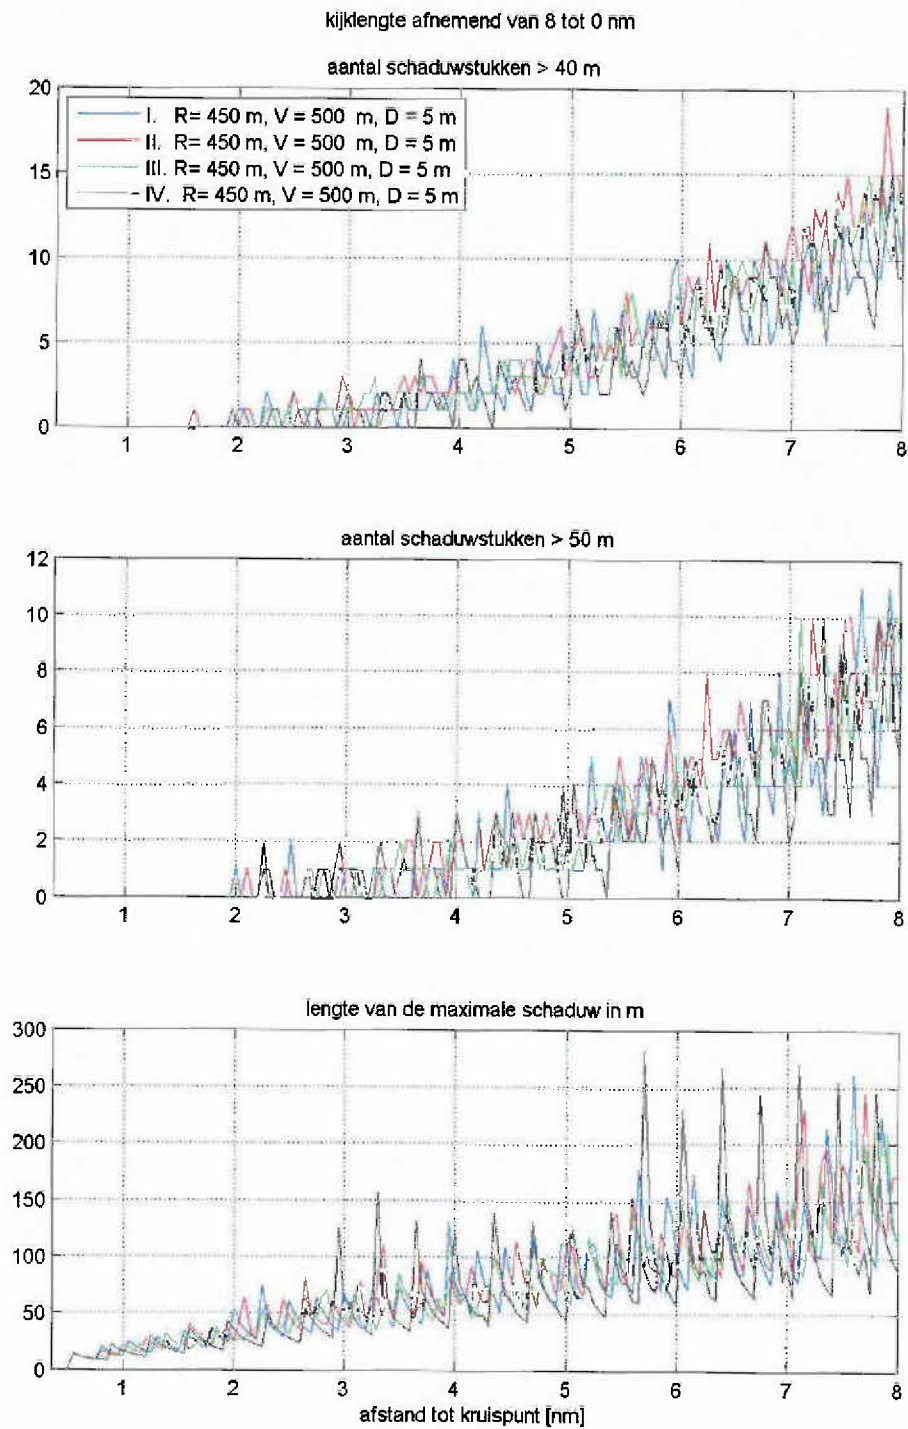 kijklengte afnemend van 8 tot 0 nm
aantal schaduwstukken > 40 m
20
15
10
5
0
I. R= 450 m, V = 500 m, D = 5 m
II. R= 450 m, V = 500 m, D = 5 m
III. R= 450 m, V = 500 m, D = 5 m
IV. R= 450 m, V = 500 m, D = 5 m
1 2 3 4 5 6 7 8
aantal schaduwstukken > 50 m
12
10
8
6
4
2
0
1 2 3 4 5 6 7 8
lengte van de maximale schaduw in m
300
250
200
150
100
50
0
1 2 3 4 5 6 7 8
afstand tot kruispunt [nm]